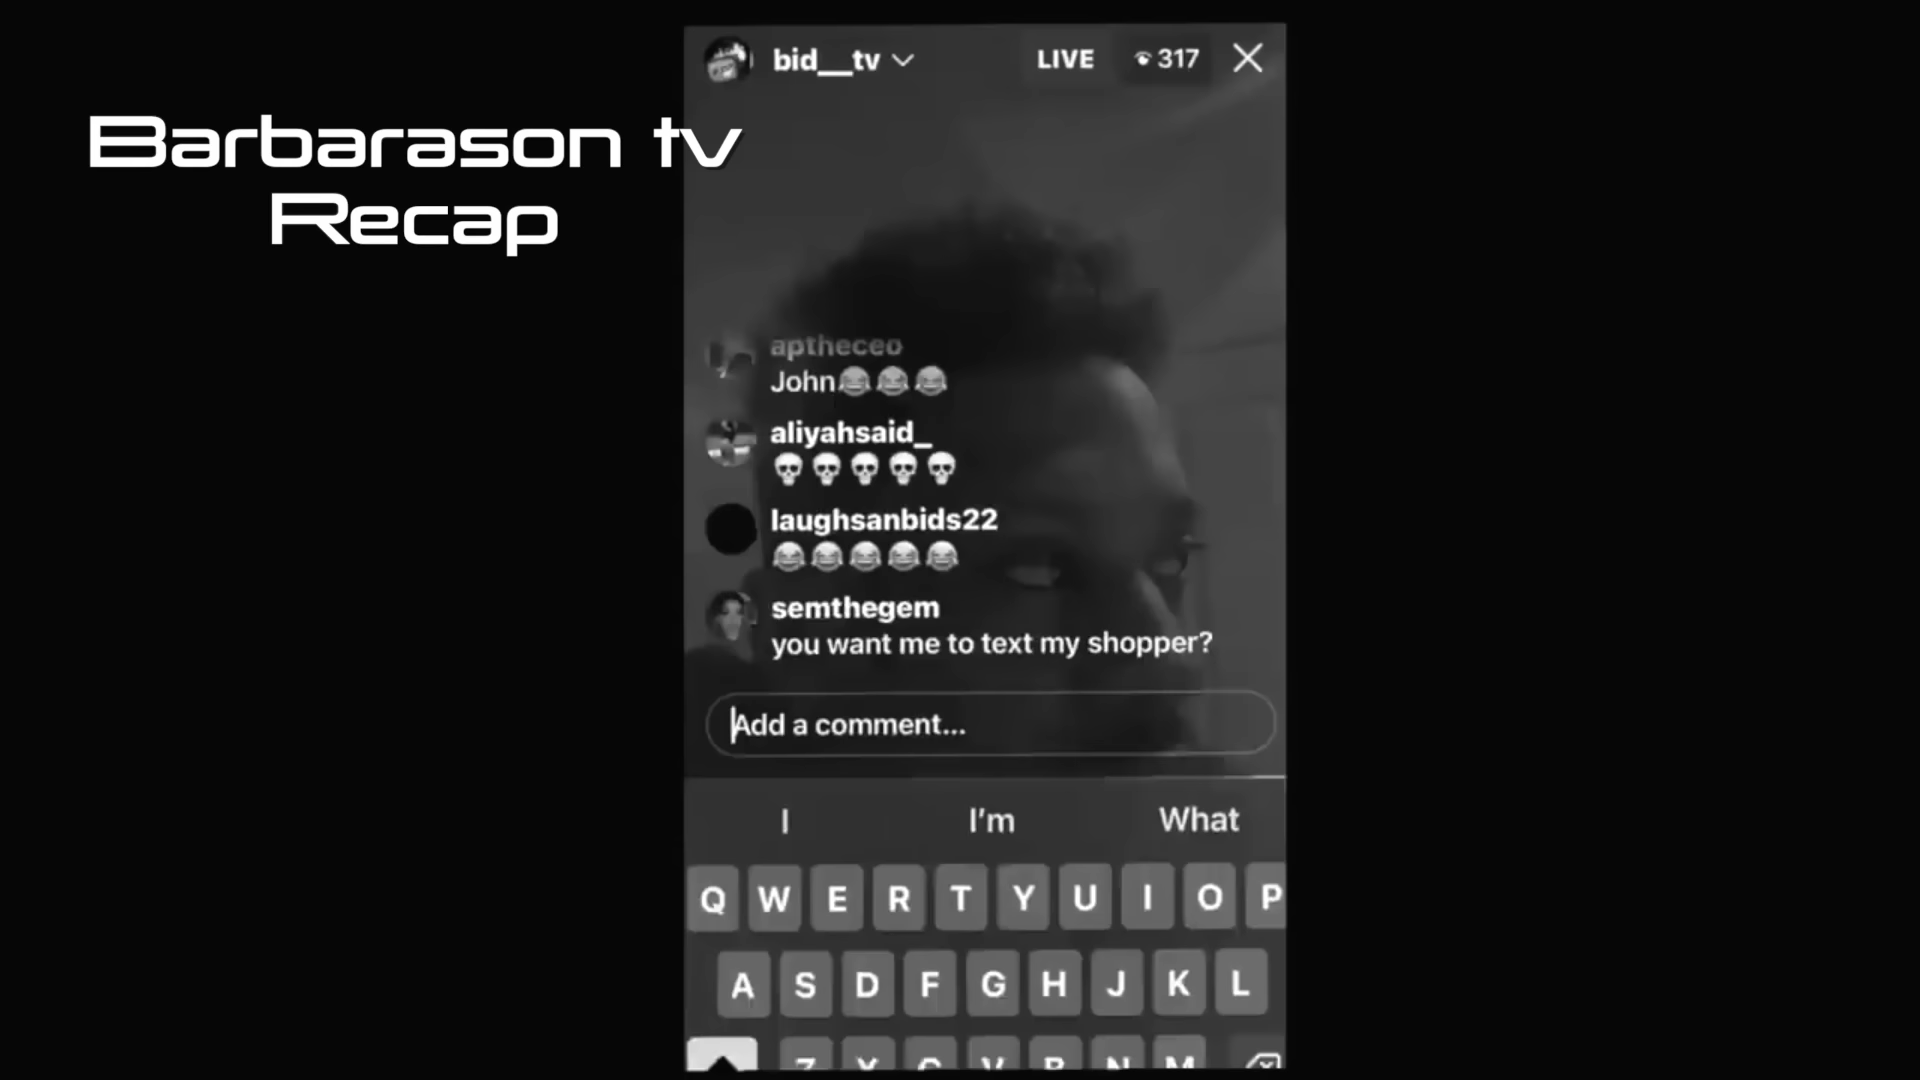 Barbarason tv
Recap
bid__tv
LIVE
317
aptheceo
John😂😂😂
aliyahsaid_
💀💀💀💀💀
laughsanbids22
😂😂😂😂😂
semthegem
you want me to text my shopper?
Add a comment...
I I'm What
Q W E R T Y U I O P
A S D F G H J K L
Z X C V B N M